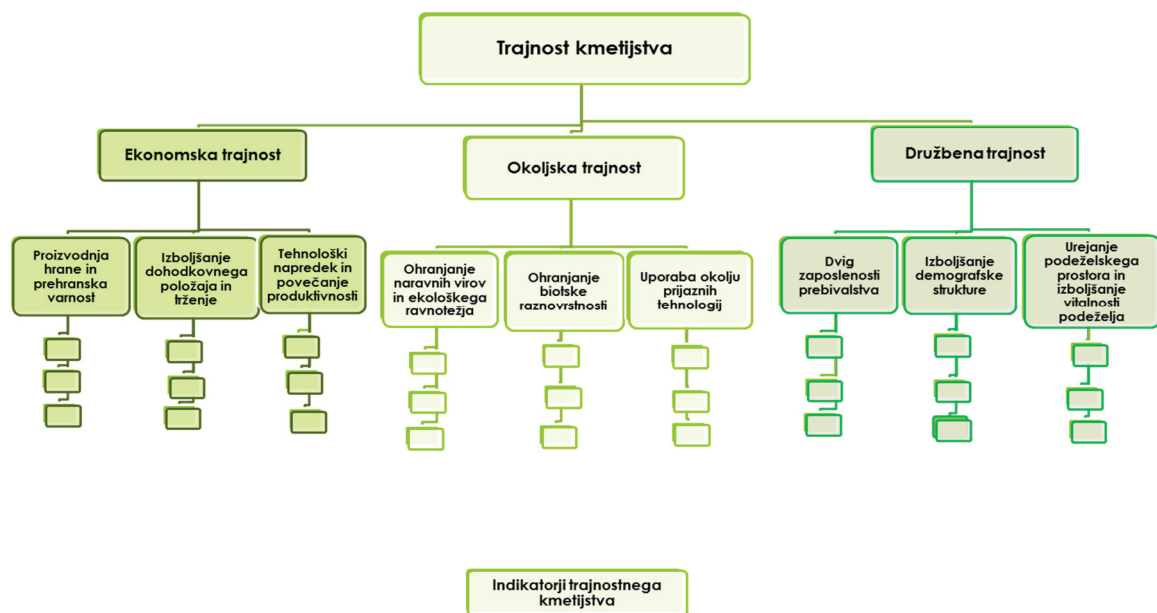 Trajnost kmetijstva
Ekonomska trajnost
Okoljska trajnost
Družbena trajnost
Proizvodnja
hrane in
prehranska
varnost
Izboljšanje
dohodkovnega
položaja in
trženje
Tehnološki
napredek in
povečanje
produktivnosti
Ohranjanje
naravnih virov
in ekološkega
ravnotežja
Ohranjanje
biotske
raznovrstnosti
Uporaba okolju
prijaznih
tehnologij
Dvig
zaposlenosti
prebivalstva
Izboljšanje
demografske
strukture
Urejanje
podeželskega
prostora in
izboljšanje
vitalnosti
podeželja
Indikatorji trajnostnega
kmetijstva